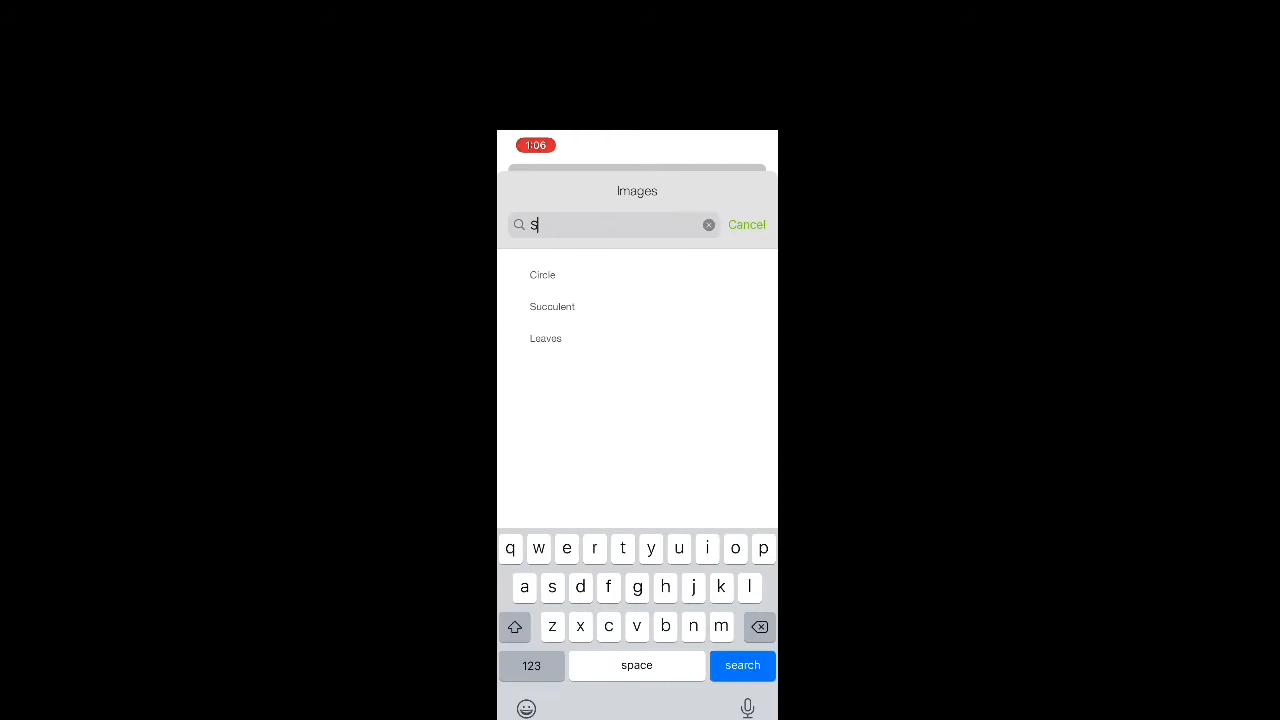 1:06
Images
S
Cancel
Circle
Succulent
Leaves
q w e r t y u i o p
a s d f g h j k l
z x c v b n m
123 space search